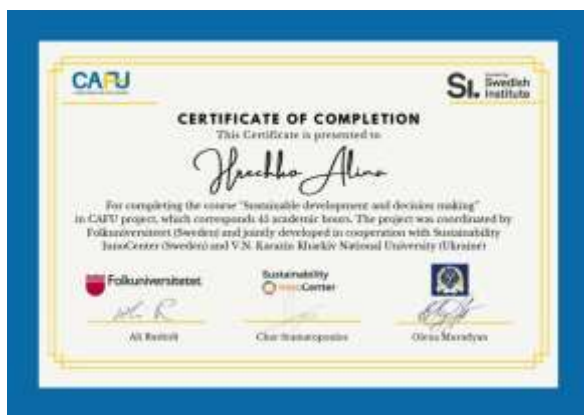 CAFU
Si. Swedish
Institute
CERTIFICATE OF COMPLETION
This Certificate is presented to
Hrechko Alina
For completing the course "Sustainable development and decision making"
in CAFU project, which corresponds 45 academic hours. The project was coordinated by
Folkuniversitetet (Sweden) and jointly developed in cooperation with Sustainability
InnoCenter (Sweden) and V.N. Karazin Kharkiv National University (Ukraine)
Folkuniversitetet
Sustainability
InnoCenter
Ali Rashidi
Char Stamatopoulos
Olena Muradyan